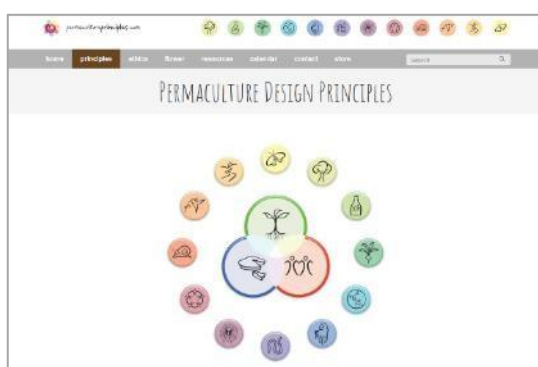 permacultureprinciples.com
home principles ethics flower resources calendar contact store search
PERMACULTURE DESIGN PRINCIPLES